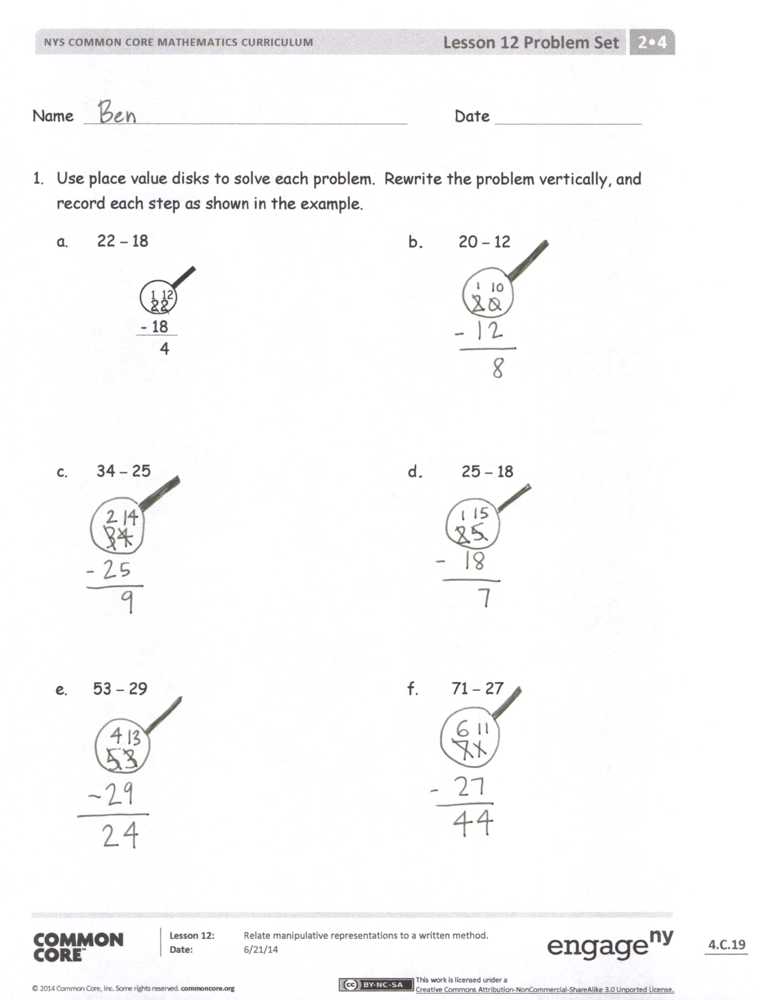 NYS COMMON CORE MATHEMATICS CURRICULUM Lesson 12 Problem Set 2•4
Name Ben Date
1. Use place value disks to solve each problem. Rewrite the problem vertically, and
record each step as shown in the example.
a. 22 – 18
1 12
22
- 18
4
b. 20 – 12
1 10
20
- 12
8
c. 34 – 25
2 14
34
- 25
9
d. 25 – 18
1 15
25
- 18
7
e. 53 – 29
4 13
53
- 29
24
f. 71 – 27
6 11
71
- 27
44
COMMON
CORE™
Lesson 12: Relate manipulative representations to a written method.
Date: 6/21/14
engage ny
4.C.19
© 2014 Common Core, Inc. Some rights reserved. commoncore.org
cc BY-NC-SA
This work is licensed under a
Creative Commons Attribution-NonCommercial-ShareAlike 3.0 Unported License.